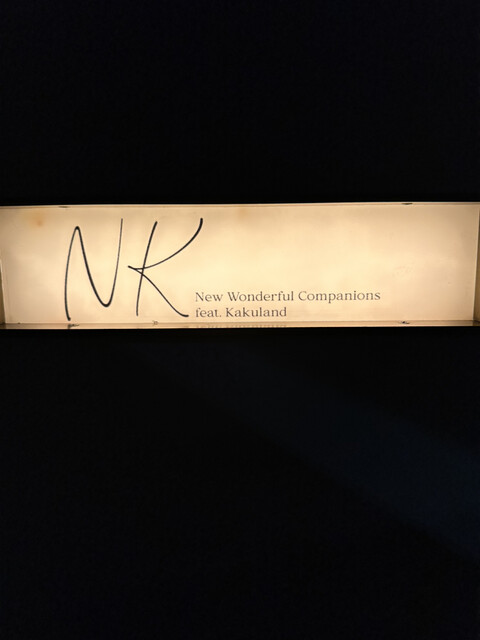 NK
New Wonderful Companions
feat. Kakuland